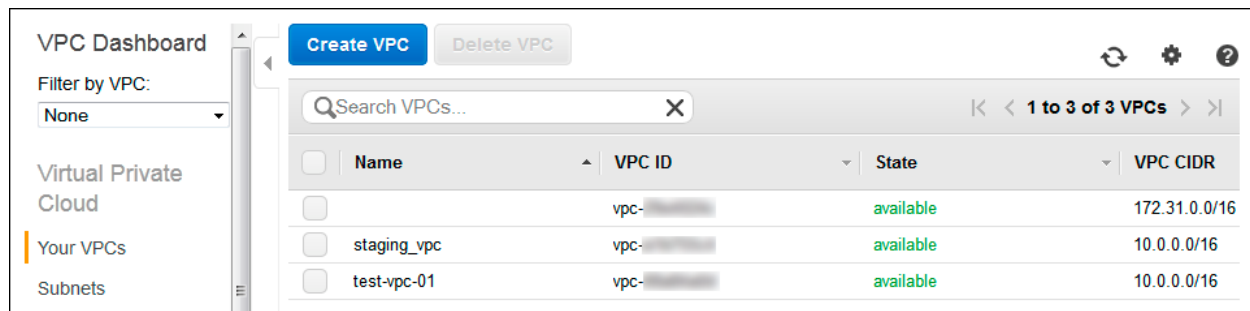 VPC Dashboard
Filter by VPC:
None
Virtual Private
Cloud
Your VPCs
Subnets
Create VPC Delete VPC
Search VPCs...
1 to 3 of 3 VPCs
Name VPC ID State VPC CIDR
vpc- available 172.31.0.0/16
staging_vpc vpc- available 10.0.0.0/16
test-vpc-01 vpc- available 10.0.0.0/16